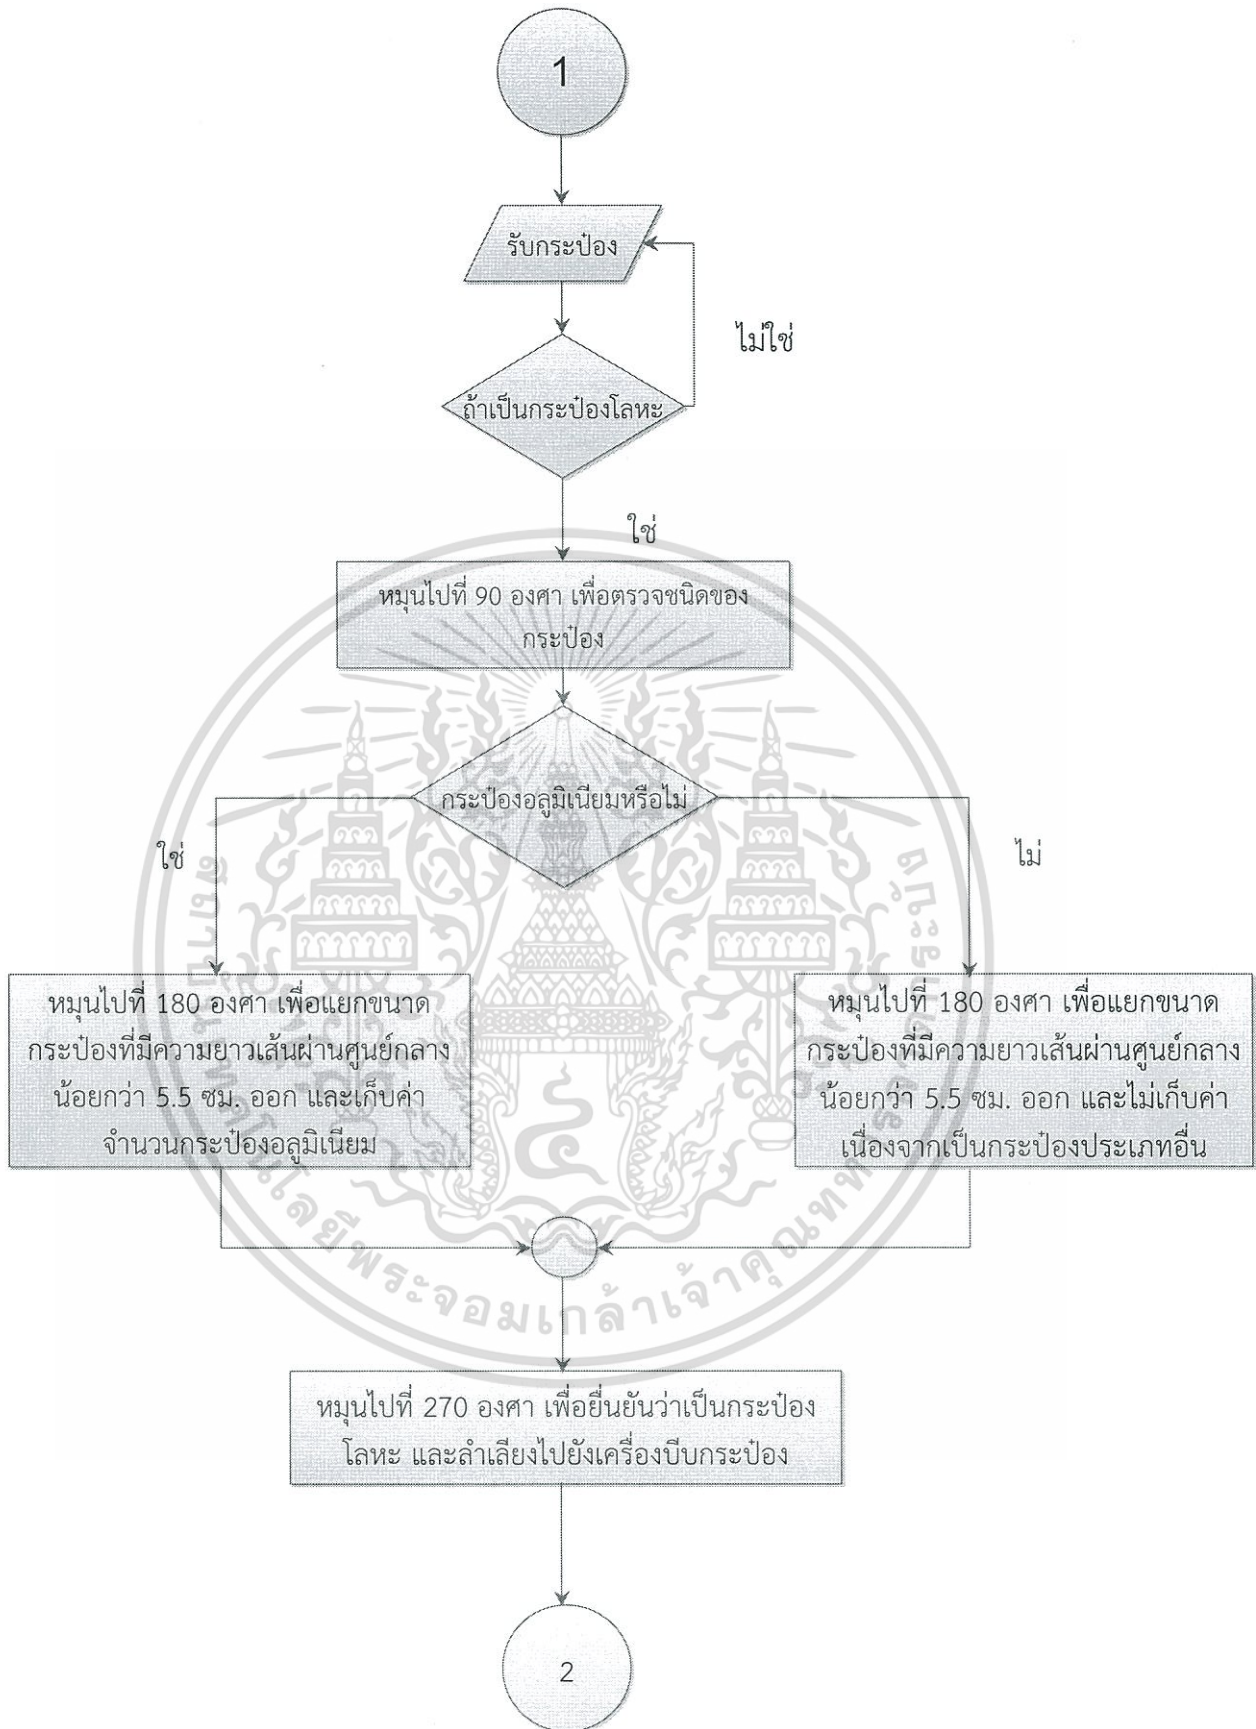 1
รับกระป๋อง
ไม่ใช่
ถ้าเป็นกระป๋องโลหะ
ใช่
หมุนไปที่ 90 องศา เพื่อตรวจชนิดของ
กระป๋อง
กระป๋องอลูมิเนียมหรือไม่
ใช่
ไม่
หมุนไปที่ 180 องศา เพื่อแยกขนาด
กระป๋องที่มีความยาวเส้นผ่านศูนย์กลาง
น้อยกว่า 5.5 ซม. ออก และเก็บค่า
จำนวนกระป๋องอลูมิเนียม
หมุนไปที่ 180 องศา เพื่อแยกขนาด
กระป๋องที่มีความยาวเส้นผ่านศูนย์กลาง
น้อยกว่า 5.5 ซม. ออก และไม่เก็บค่า
เนื่องจากเป็นกระป๋องประเภทอื่น
หมุนไปที่ 270 องศา เพื่อยื่นยันว่าเป็นกระป๋อง
โลหะ และลำเลียงไปยังเครื่องบีบกระป๋อง
2